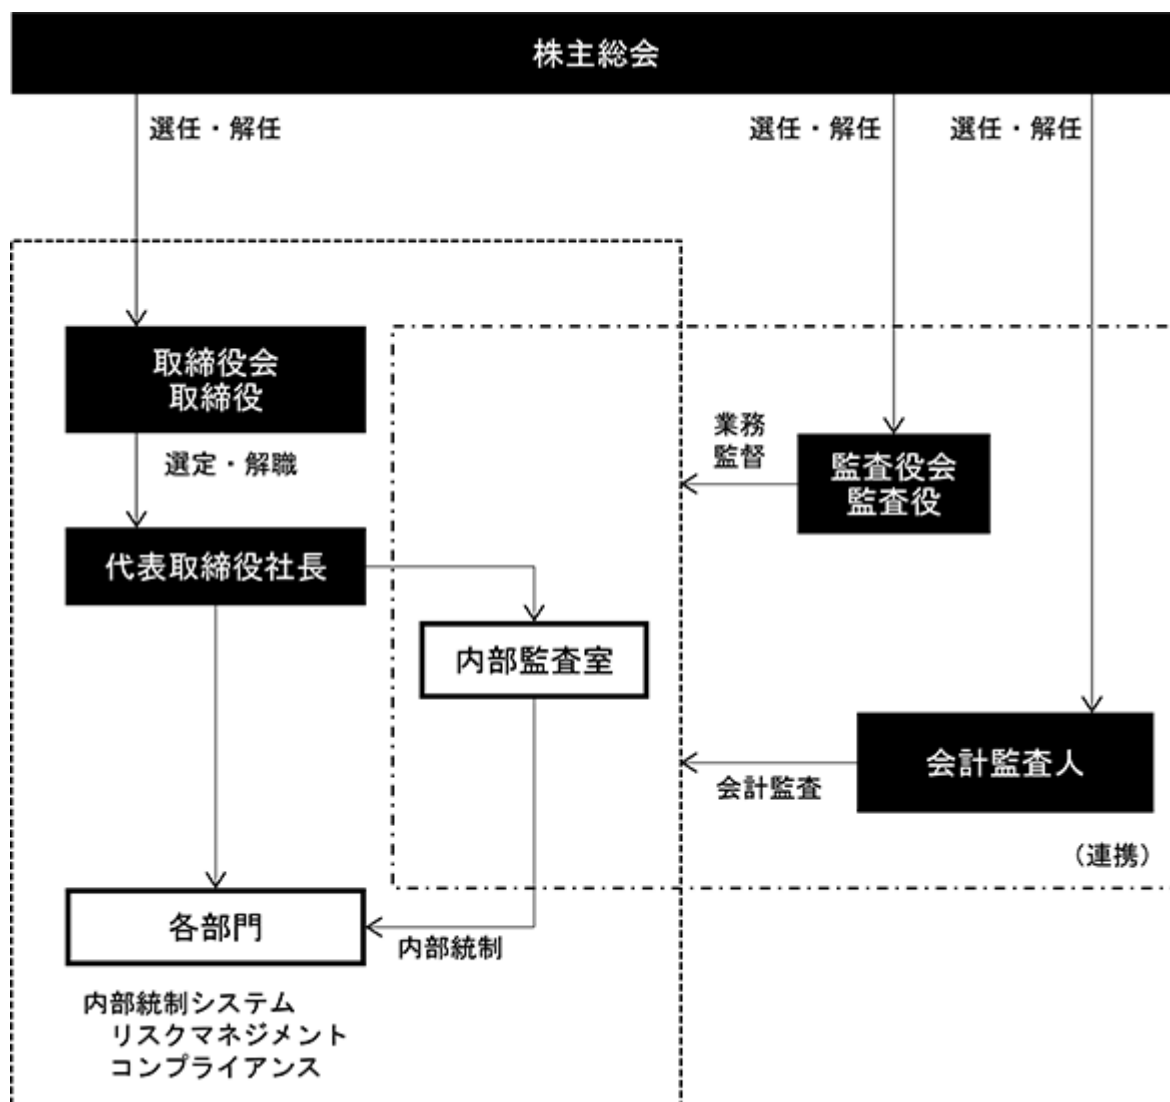 株主総会
選任・解任
選任・解任
選任・解任
取締役会
取締役
選定・解職
業務
監督
監査役会
監査役
代表取締役社長
内部監査室
会計監査人
会計監査
(連携)
各部門
内部統制
内部統制システム
リスクマネジメント
コンプライアンス